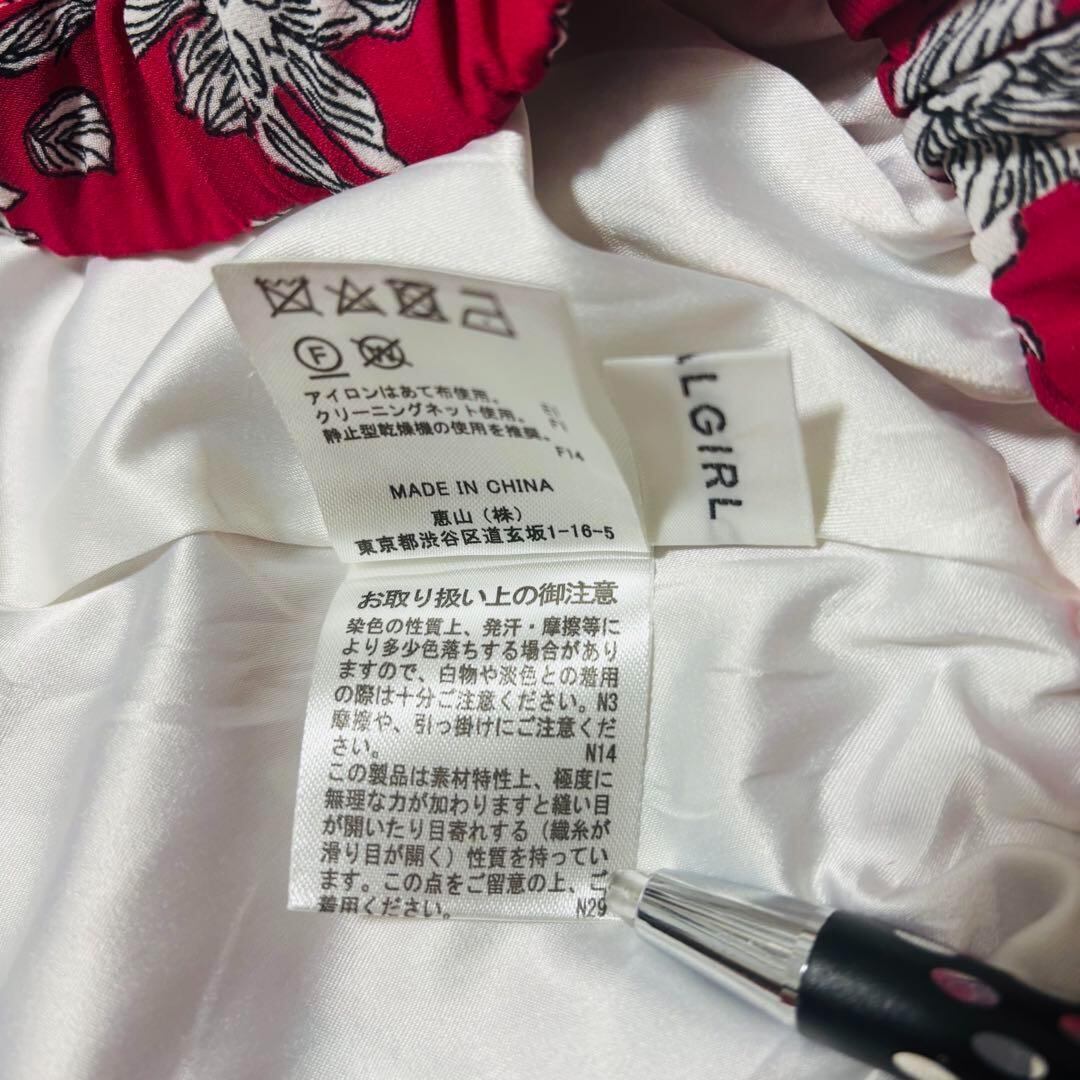 F W
アイロンはあて布使用。 E1
クリーニングネット使用。 F1
静止型乾燥機の使用を推奨。
F14
MADE IN CHINA
惠山（株）
東京都渋谷区道玄坂1-16-5
LGIRL
お取り扱い上の御注意
染色の性質上、発汗・摩擦等に
より多少色落ちする場合があり
ますので、白物や淡色との着用
の際は十分ご注意ください。N3
摩擦や、引っ掛けにご注意くだ
さい。 N14
この製品は素材特性上、極度に
無理な力が加わりますと縫い目
が開いたり目寄れする（織糸が
滑り目が開く）性質を持ってい
ます。この点をご留意の上、ご
着用ください。 N29